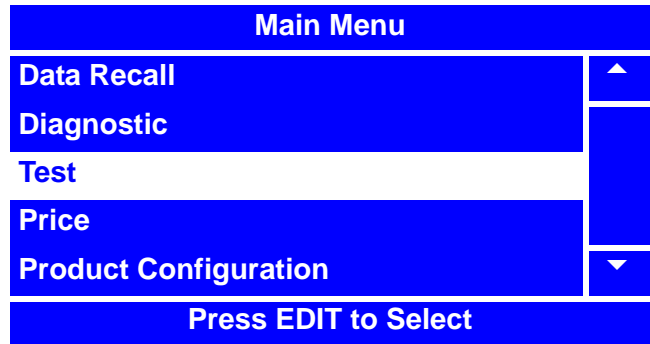 Main Menu
Data Recall
Diagnostic
Test
Price
Product Configuration
Press EDIT to Select